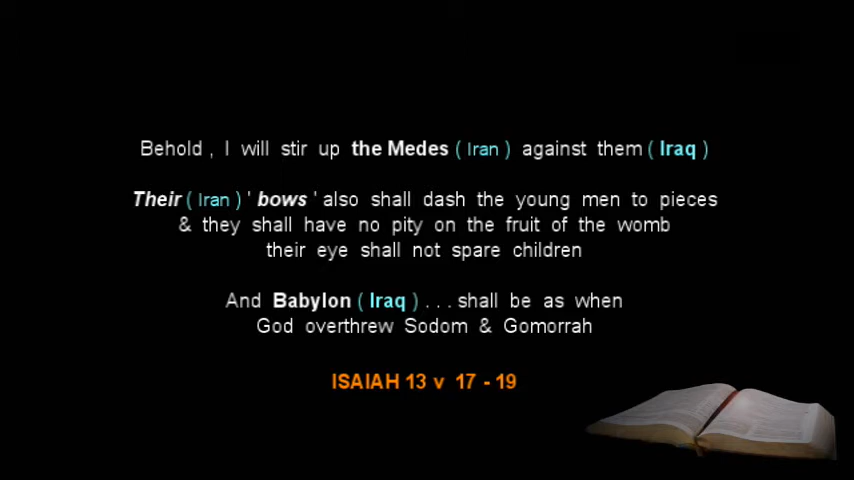 Behold , I will stir up the Medes ( Iran ) against them ( Iraq )
Their ( Iran ) ' bows ' also shall dash the young men to pieces
& they shall have no pity on the fruit of the womb
their eye shall not spare children
And Babylon ( Iraq ) . . . shall be as when
God overthrew Sodom & Gomorrah
ISAIAH 13 v 17 - 19